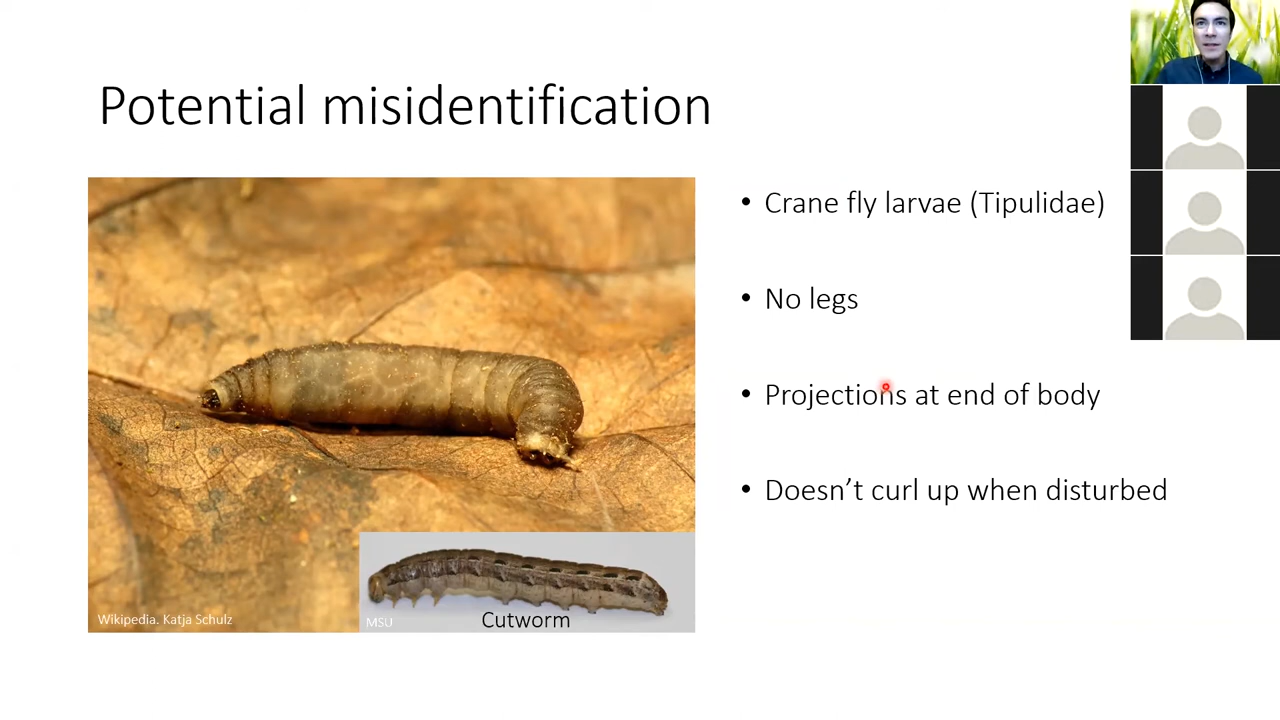 Potential misidentification
• Crane fly larvae (Tipulidae)
• No legs
• Projections at end of body
• Doesn’t curl up when disturbed
Wikipedia. Katja Schulz
MSU
Cutworm